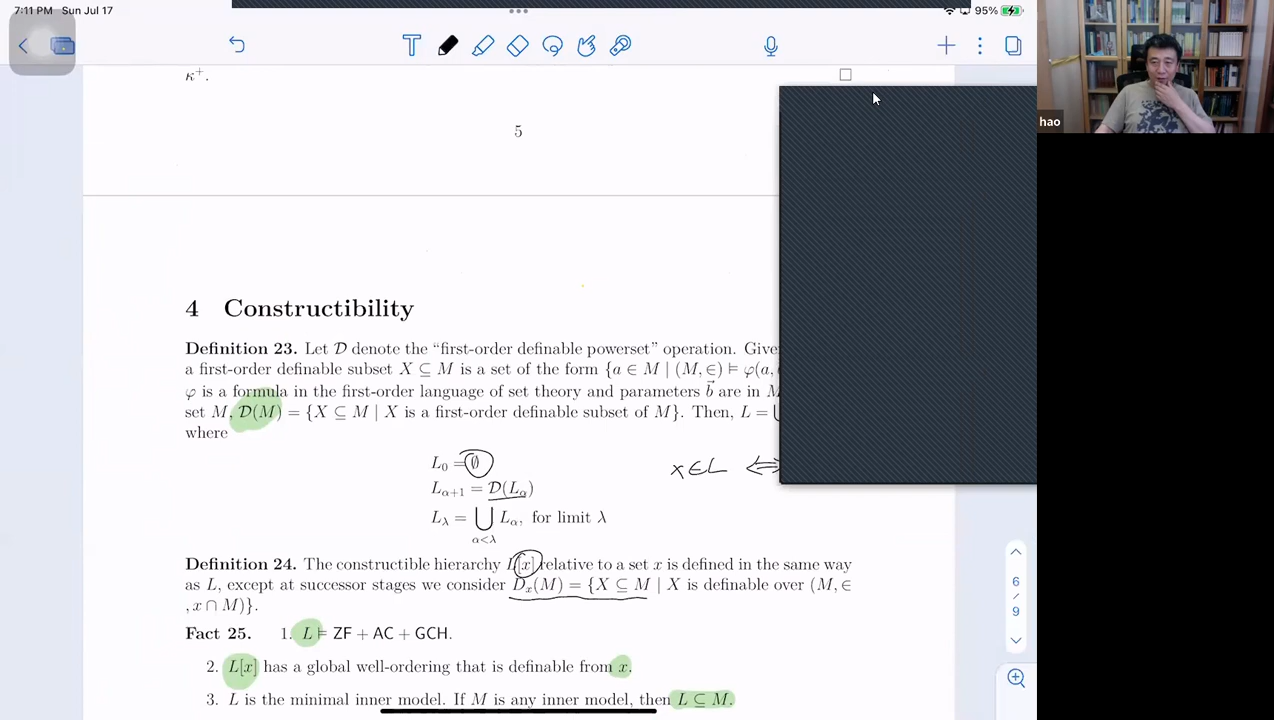 7:11 PM Sun Jul 17
95%
κ⁺.
□
5
hao
4 Constructibility
Definition 23. Let 𝒟 denote the “first-order definable powerset” operation. Give
a first-order definable subset X ⊆ M is a set of the form {a ∈ M | (M, ∈) ⊨ φ(a,
φ is a formula in the first-order language of set theory and parameters b⃗ are in M
set M, 𝒟(M) = {X ⊆ M | X is a first-order definable subset of M}. Then, L =
where
L₀ = ∅
x ∈ L ⟺
L_{α+1} = 𝒟(L_α)
L_λ = ⋃_{α<λ} L_α, for limit λ
Definition 24. The constructible hierarchy L[x] relative to a set x is defined in the same way
as L, except at successor stages we consider D_x(M) = {X ⊆ M | X is definable over (M, ∈
, x ∩ M)}.
Fact 25. 1. L ⊨ ZF + AC + GCH.
2. L[x] has a global well-ordering that is definable from x.
3. L is the minimal inner model. If M is any inner model, then L ⊆ M.
6
/
9